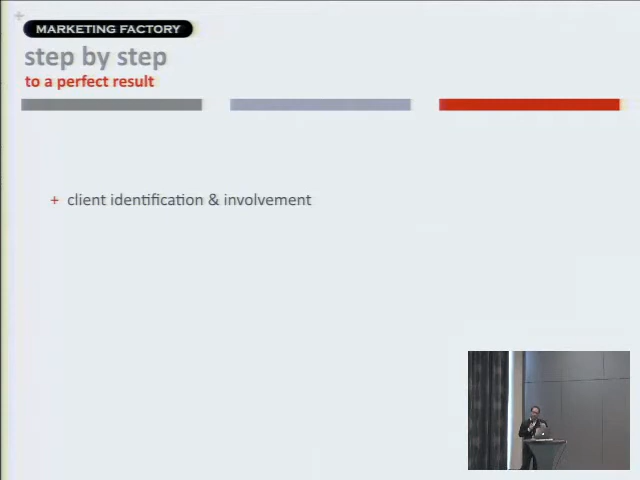 MARKETING FACTORY
step by step
to a perfect result
+ client identification & involvement